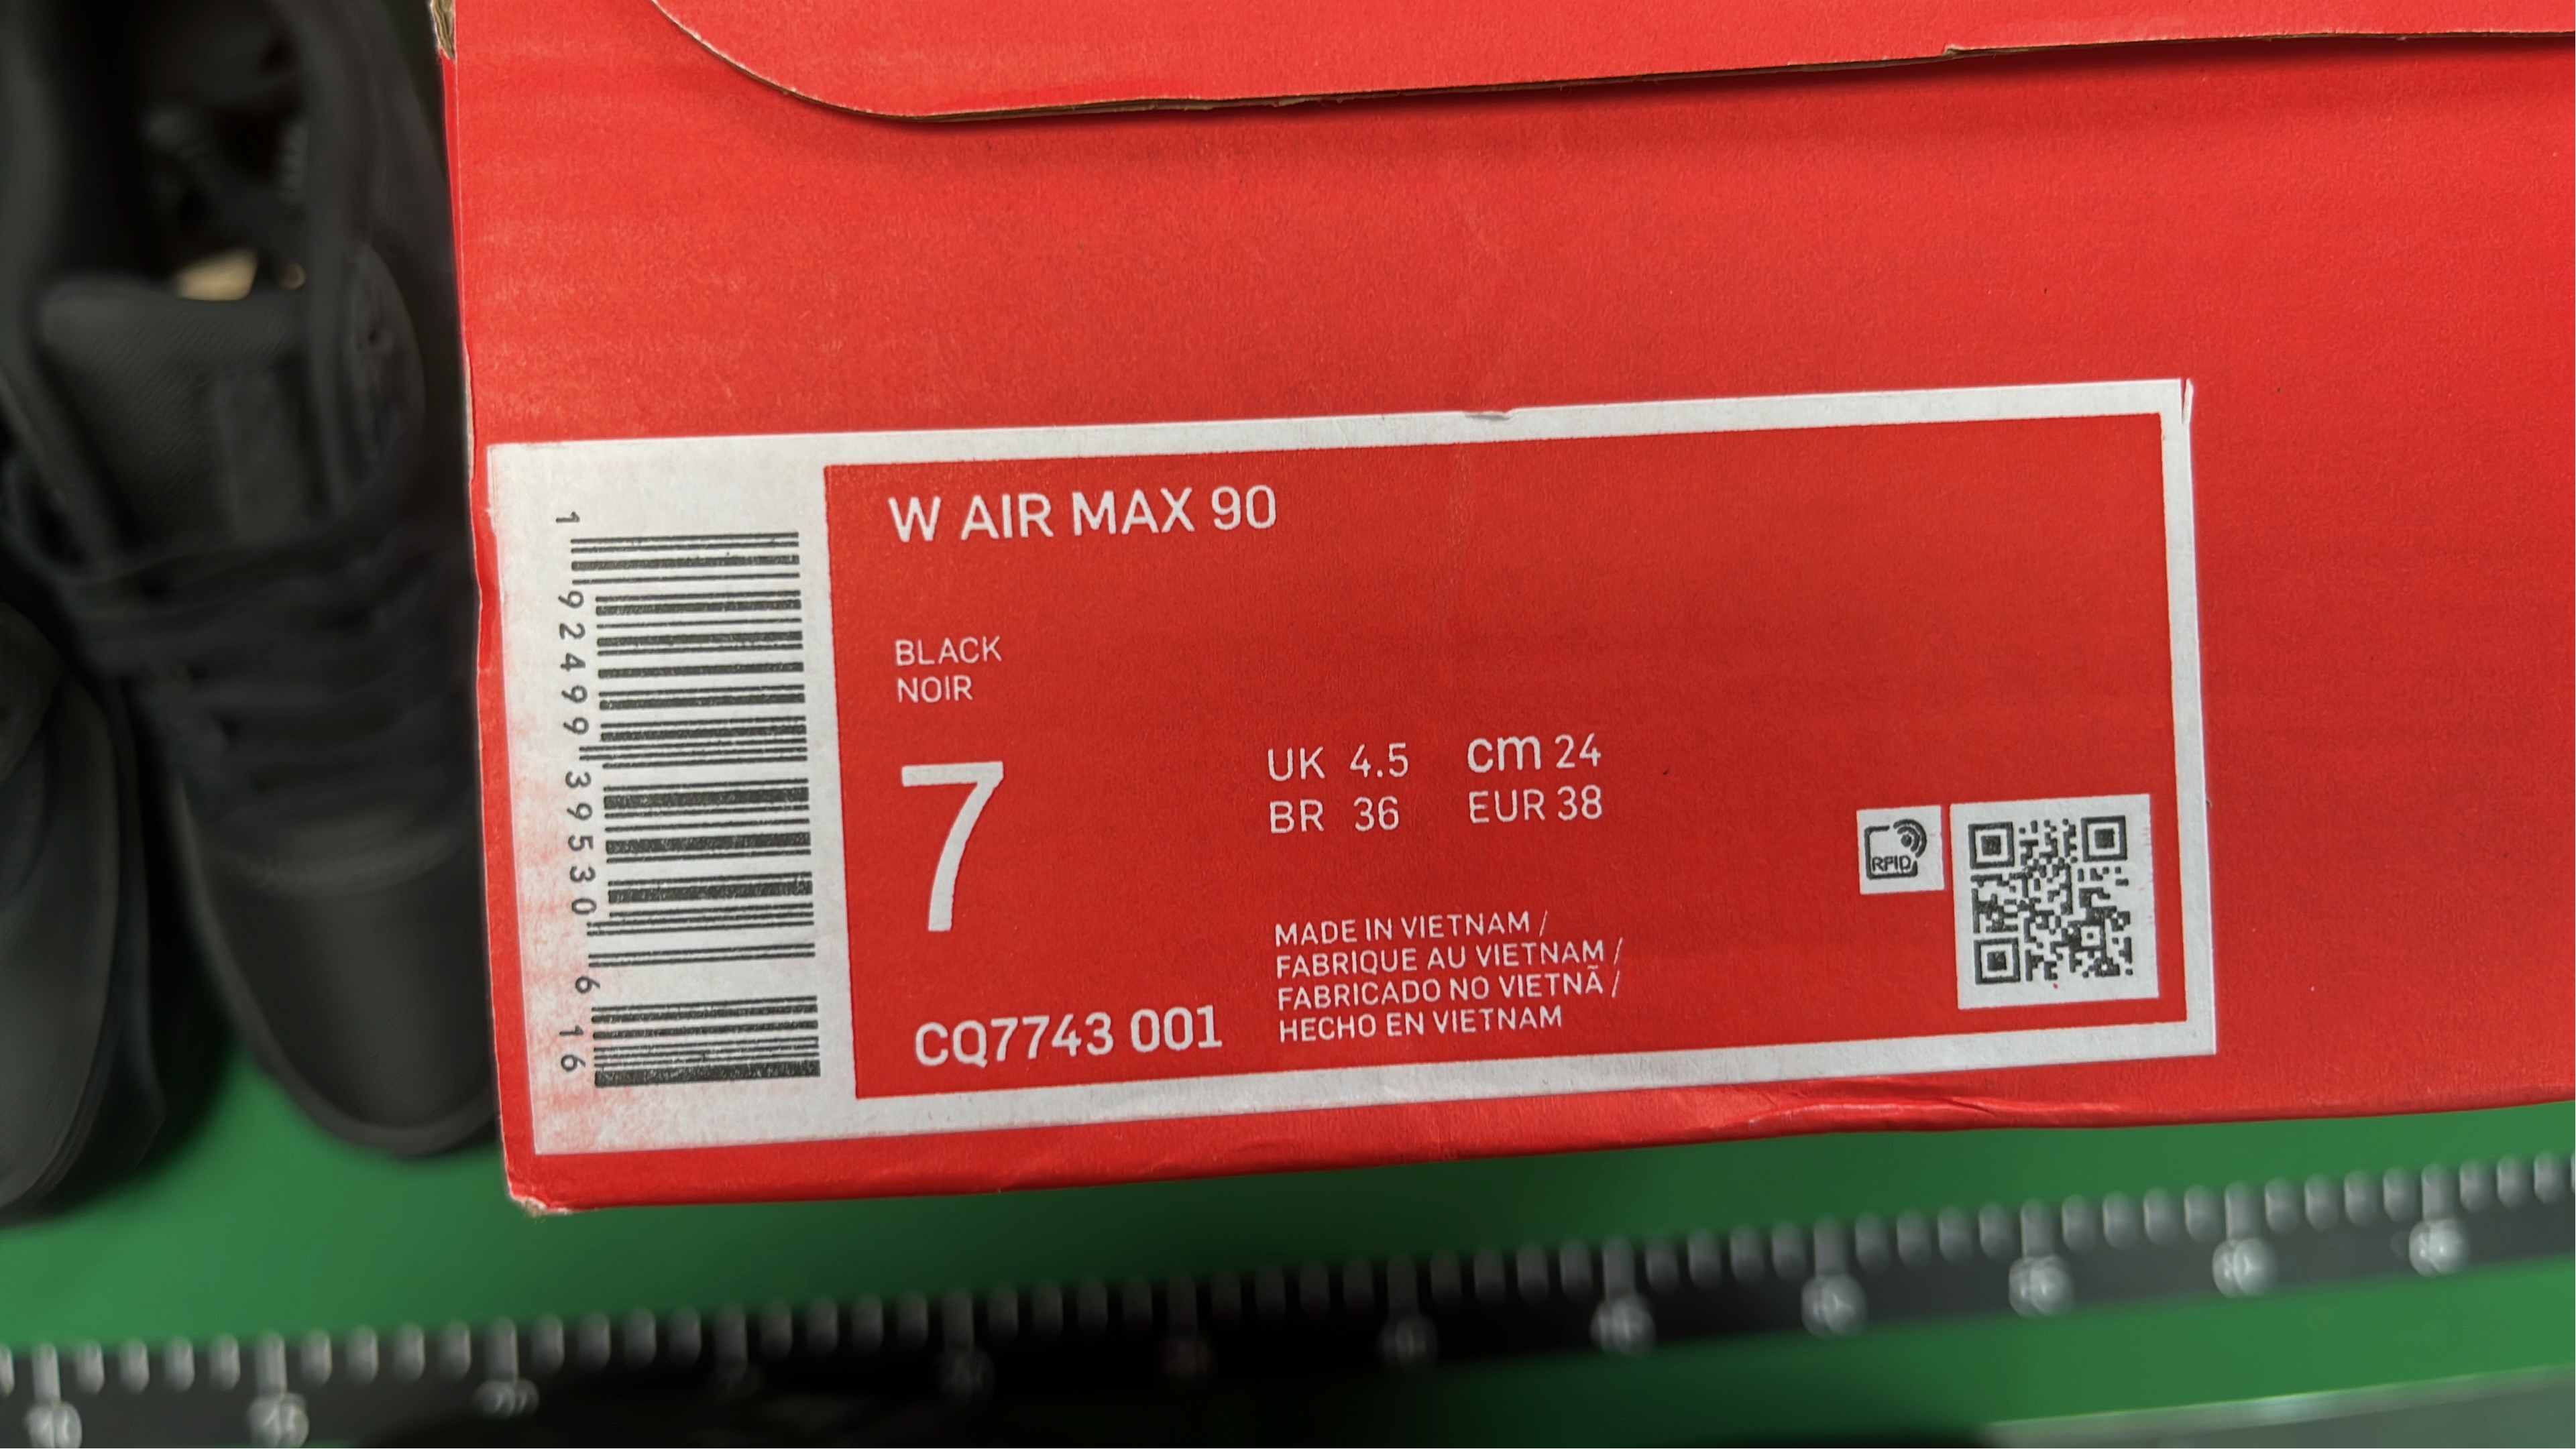 W AIR MAX 90
BLACK
NOIR
7
UK 4.5 cm 24
BR 36 EUR 38
MADE IN VIETNAM /
FABRIQUE AU VIETNAM /
FABRICADO NO VIETNÃ /
HECHO EN VIETNAM
CQ7743 001
RFID
1 92499 39530 6 16